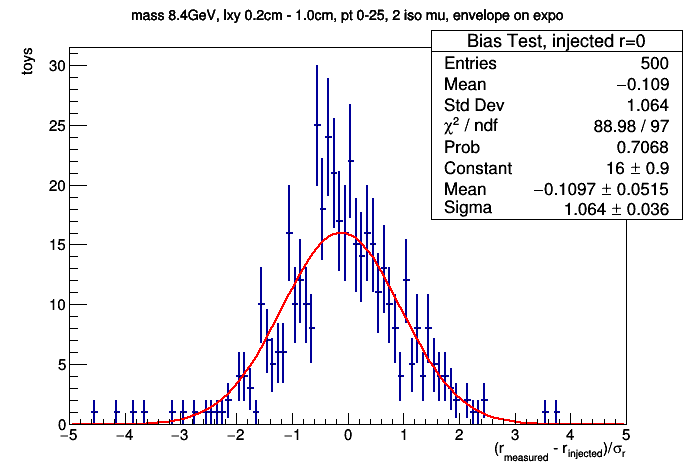 mass 8.4GeV, lxy 0.2cm - 1.0cm, pt 0-25, 2 iso mu, envelope on expo
Bias Test, injected r=0
Entries 500
Mean −0.109
Std Dev 1.064
χ² / ndf 88.98 / 97
Prob 0.7068
Constant 16 ± 0.9
Mean −0.1097 ± 0.0515
Sigma 1.064 ± 0.036
toys
30
25
20
15
10
5
0
−5 −4 −3 −2 −1 0 1 2 3 4 5
(r_measured - r_injected)/σ_r